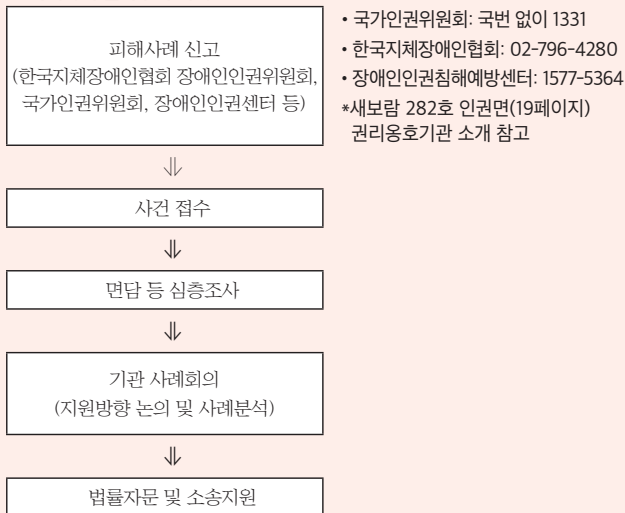 피해사례 신고
(한국지체장애인협회 장애인인권위원회,
국가인권위원회, 장애인인권센터 등)
• 국가인권위원회: 국번 없이 1331
• 한국지체장애인협회: 02-796-4280
• 장애인인권침해예방센터: 1577-5364
*새보람 282호 인권면(19페이지)
권리옹호기관 소개 참고
⇓
사건 접수
⇓
면담 등 심층조사
⇓
기관 사례회의
(지원방향 논의 및 사례분석)
⇓
법률자문 및 소송지원